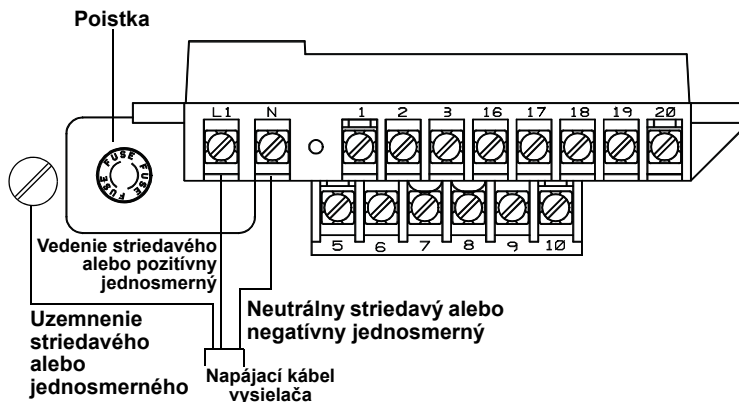 Poistka
L1 N 1 2 3 16 17 18 19 20
FUSE FUSE FUSE FUSE
5 6 7 8 9 10
Vedenie striedavého
alebo pozitívny
jednosmerný
Neutrálny striedavý alebo
negatívny jednosmerný
Uzemnenie
striedavého
alebo
jednosmerného
Napájací kábel
vysielača